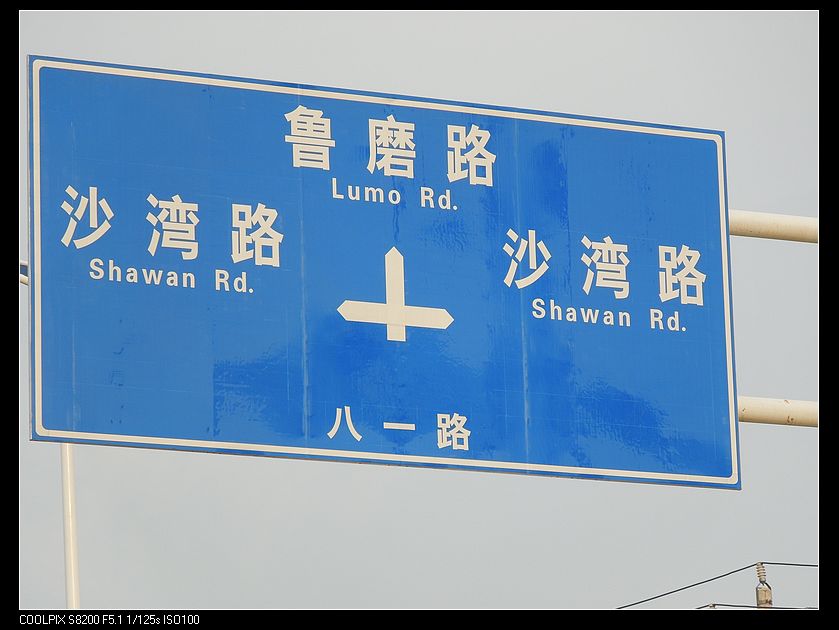 鲁磨路
Lumo Rd.
沙湾路
Shawan Rd.
沙湾路
Shawan Rd.
八一路
COOLPIX S8200 F5.1 1/125s ISO100